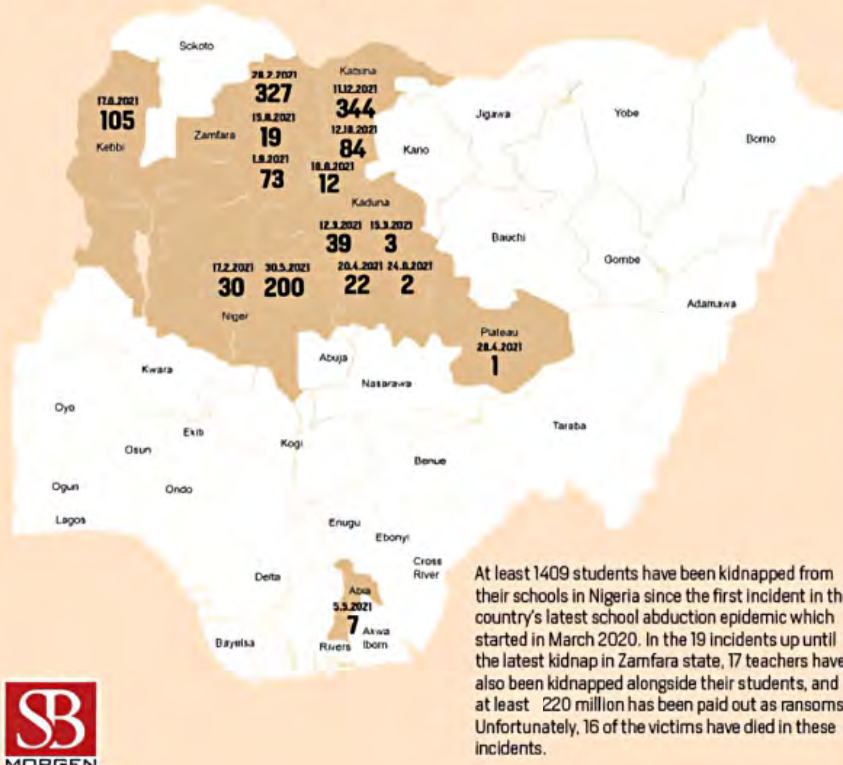 Sokoto
28.2.2021
327
Katsina
11.12.2021
344
17.6.2021
105
Kebbi
Zamfara
15.8.2021
19
12.10.2021
84
Kano
Jigawa
Yobe
Borno
1.9.2021
73
18.8.2021
12
Kaduna
12.3.2021
39
15.3.2021
3
Bauchi
Gombe
Adamawa
17.2.2021
30
30.5.2021
200
20.4.2021
22
24.8.2021
2
Niger
Plateau
28.4.2021
1
Abuja
Nasarawa
Kwara
Oyo
Ekiti
Osun
Kogi
Taraba
Benue
Ogun
Ondo
Lagos
Enugu
Ebonyi
Cross
River
Delta
Abia
5.5.2021
7
Akwa
Ibom
Rivers
Bayelsa
At least 1409 students have been kidnapped from
their schools in Nigeria since the first incident in th
country's latest school abduction epidemic which
started in March 2020. In the 19 incidents up until
the latest kidnap in Zamfara state, 17 teachers have
also been kidnapped alongside their students, and
at least 220 million has been paid out as ransoms
Unfortunately, 16 of the victims have died in these
incidents.
SB
MORGEN